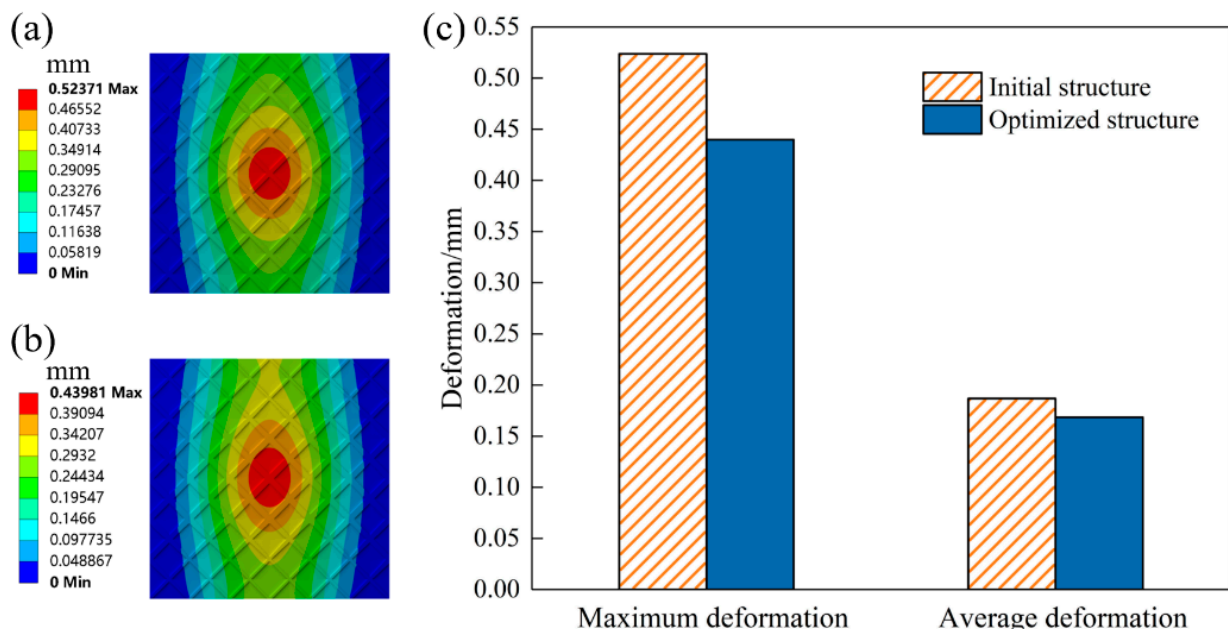 (a)
mm
0.52371 Max
0.46552
0.40733
0.34914
0.29095
0.23276
0.17457
0.11638
0.05819
0 Min
(b)
mm
0.43981 Max
0.39094
0.34207
0.2932
0.24434
0.19547
0.1466
0.097735
0.048867
0 Min
(c)
Deformation/mm
0.55
0.50
0.45
0.40
0.35
0.30
0.25
0.20
0.15
0.10
0.05
0.00
Initial structure
Optimized structure
Maximum deformation
Average deformation